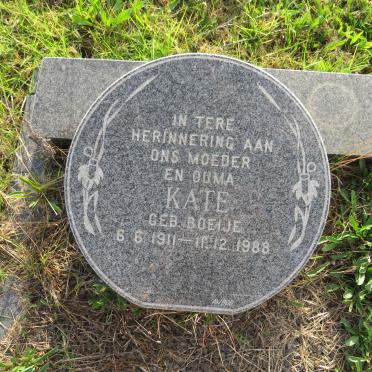 IN TERE
HERINNERING AAN
ONS MOEDER
EN OUMA
KATE
GEB. BOEIJE
6.6.1911 — 11.12.1988